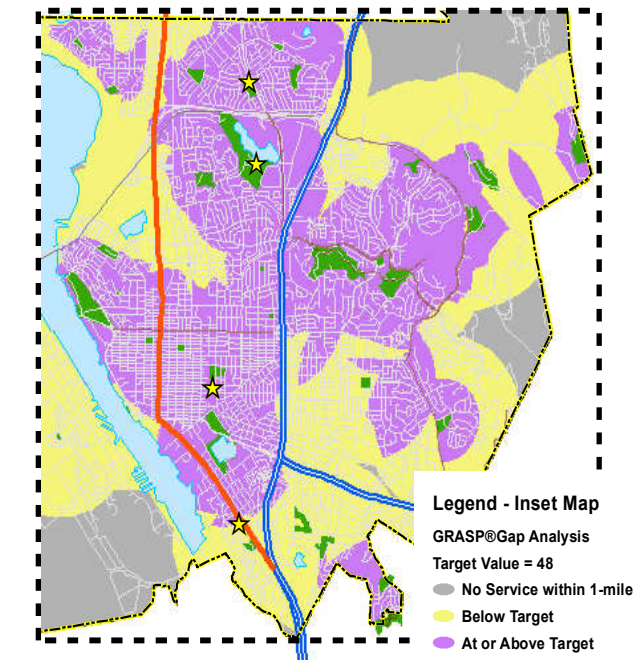 Legend - Inset Map
GRASP®Gap Analysis
Target Value = 48
No Service within 1-mile
Below Target
At or Above Target